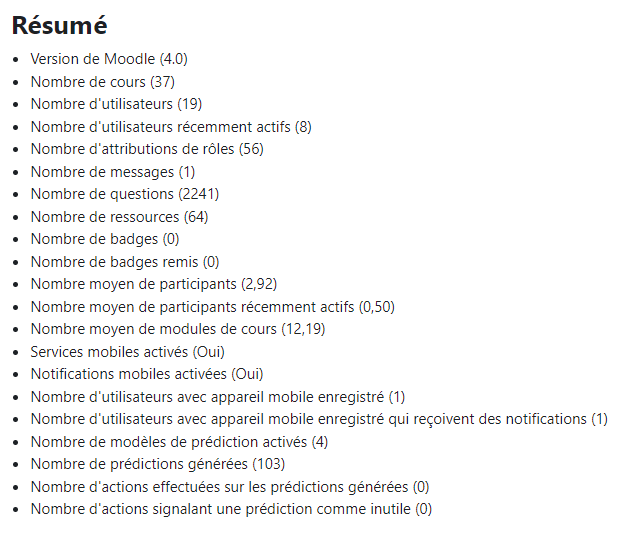 Résumé
• Version de Moodle (4.0)
• Nombre de cours (37)
• Nombre d'utilisateurs (19)
• Nombre d'utilisateurs récemment actifs (8)
• Nombre d'attributions de rôles (56)
• Nombre de messages (1)
• Nombre de questions (2241)
• Nombre de ressources (64)
• Nombre de badges (0)
• Nombre de badges remis (0)
• Nombre moyen de participants (2,92)
• Nombre moyen de participants récemment actifs (0,50)
• Nombre moyen de modules de cours (12,19)
• Services mobiles activés (Oui)
• Notifications mobiles activées (Oui)
• Nombre d'utilisateurs avec appareil mobile enregistré (1)
• Nombre d'utilisateurs avec appareil mobile enregistré qui reçoivent des notifications (1)
• Nombre de modèles de prédiction activés (4)
• Nombre de prédictions générées (103)
• Nombre d'actions effectuées sur les prédictions générées (0)
• Nombre d'actions signalant une prédiction comme inutile (0)